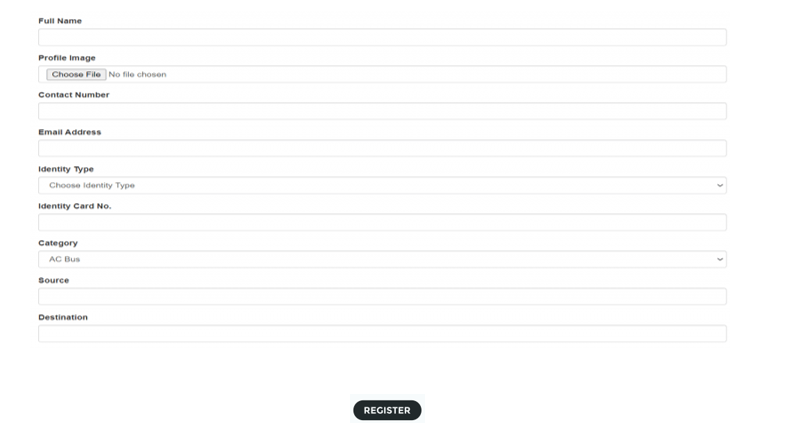 Full Name
Profile Image
Choose File No file chosen
Contact Number
Email Address
Identity Type
Choose Identity Type
Identity Card No.
Category
AC Bus
Source
Destination
REGISTER